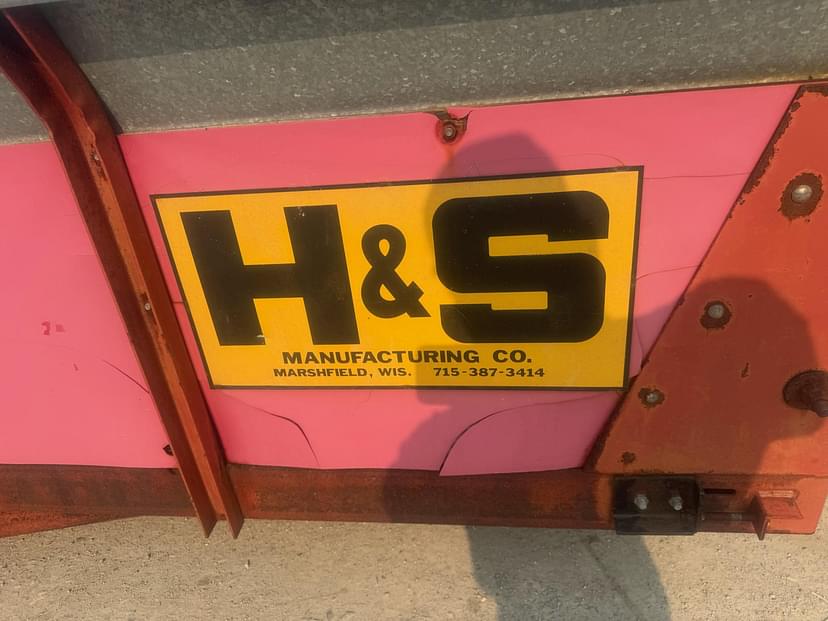 H&S
MANUFACTURING CO.
MARSHFIELD, WIS. 715-387-3414